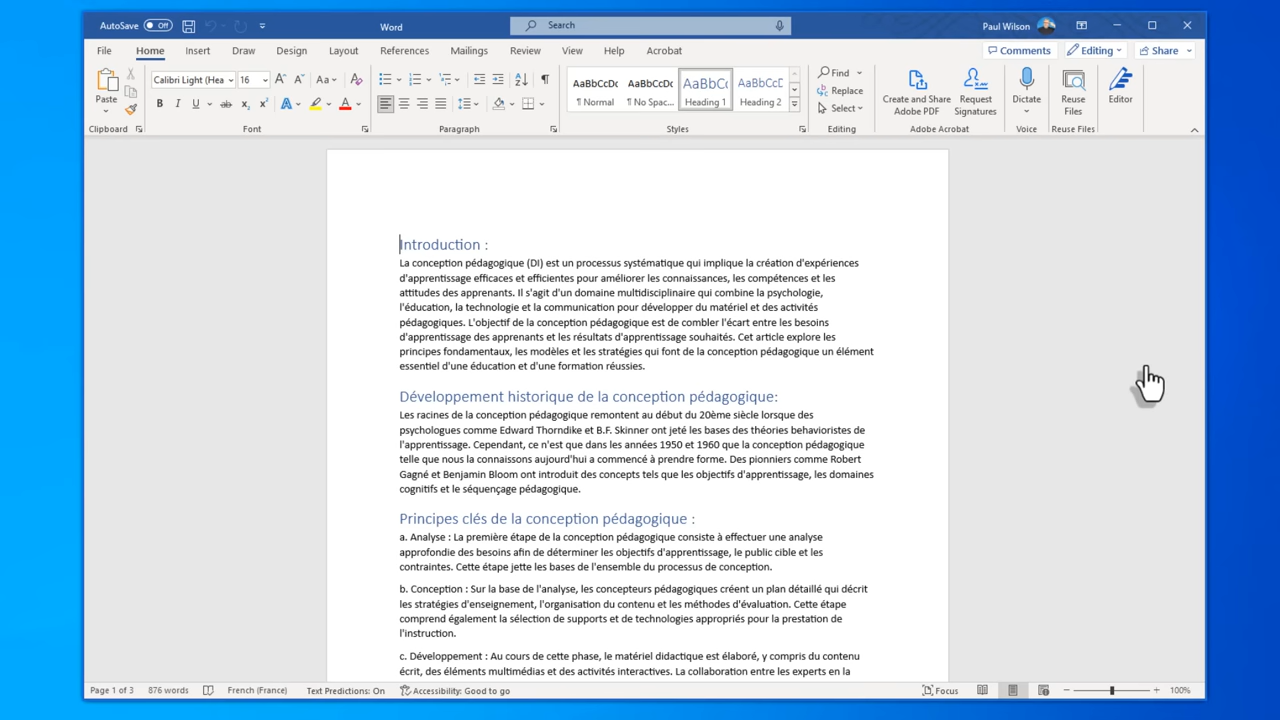 AutoSave Off Word Search Paul Wilson
File Home Insert Draw Design Layout References Mailings Review View Help Acrobat Comments Editing Share
Paste
Clipboard
Calibri Light (Hea 16 Aa
B I U ab x₂ x² A A
Font
Paragraph
AaBbCcDc AaBbCcDc AaBbCc AaBbCcD
¶ Normal ¶ No Spac... Heading 1 Heading 2
Styles
Find
Replace
Select
Editing
Create and Share Adobe PDF
Request Signatures
Adobe Acrobat
Dictate
Voice
Reuse Files
Reuse Files
Editor
Introduction :
La conception pédagogique (DI) est un processus systématique qui implique la création d'expériences
d'apprentissage efficaces et efficientes pour améliorer les connaissances, les compétences et les
attitudes des apprenants. Il s'agit d'un domaine multidisciplinaire qui combine la psychologie,
l'éducation, la technologie et la communication pour développer du matériel et des activités
pédagogiques. L'objectif de la conception pédagogique est de combler l'écart entre les besoins
d'apprentissage des apprenants et les résultats d'apprentissage souhaités. Cet article explore les
principes fondamentaux, les modèles et les stratégies qui font de la conception pédagogique un élément
essentiel d'une éducation et d'une formation réussies.
Développement historique de la conception pédagogique:
Les racines de la conception pédagogique remontent au début du 20ème siècle lorsque des
psychologues comme Edward Thorndike et B.F. Skinner ont jeté les bases des théories behavioristes de
l'apprentissage. Cependant, ce n'est que dans les années 1950 et 1960 que la conception pédagogique
telle que nous la connaissons aujourd'hui a commencé à prendre forme. Des pionniers comme Robert
Gagné et Benjamin Bloom ont introduit des concepts tels que les objectifs d'apprentissage, les domaines
cognitifs et le séquençage pédagogique.
Principes clés de la conception pédagogique :
a. Analyse : La première étape de la conception pédagogique consiste à effectuer une analyse
approfondie des besoins afin de déterminer les objectifs d'apprentissage, le public cible et les
contraintes. Cette étape jette les bases de l'ensemble du processus de conception.
b. Conception : Sur la base de l'analyse, les concepteurs pédagogiques créent un plan détaillé qui décrit
les stratégies d'enseignement, l'organisation du contenu et les méthodes d'évaluation. Cette étape
comprend également la sélection de supports et de technologies appropriés pour la prestation de
l'instruction.
c. Développement : Au cours de cette phase, le matériel didactique est élaboré, y compris du contenu
écrit, des éléments multimédias et des activités interactives. La collaboration entre les experts en la
Page 1 of 3 876 words French (France) Text Predictions: On Accessibility: Good to go Focus 100%